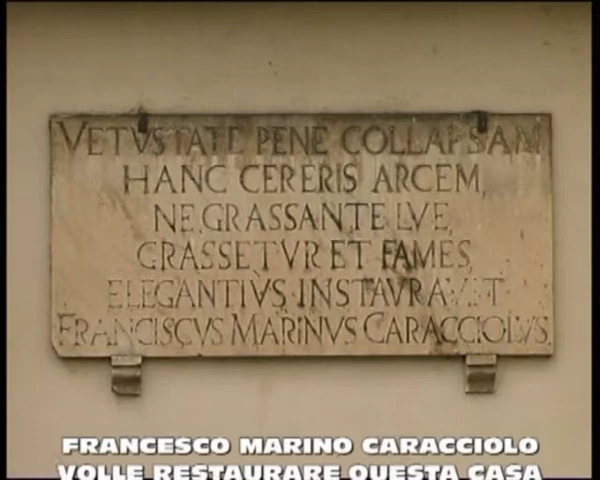 VETVSTATE PENE COLLAPSAM
HANC CERERIS ARCEM,
NE, GRASSANTE LVE,
GRASSETVR ET FAMES,
ELEGANTIVS INSTAVRAVIT
FRANCISCVS MARINVS CARACCIOLVS.
FRANCESCO MARINO CARACCIOLO
VOLLE RESTAURARE QUESTA CASA